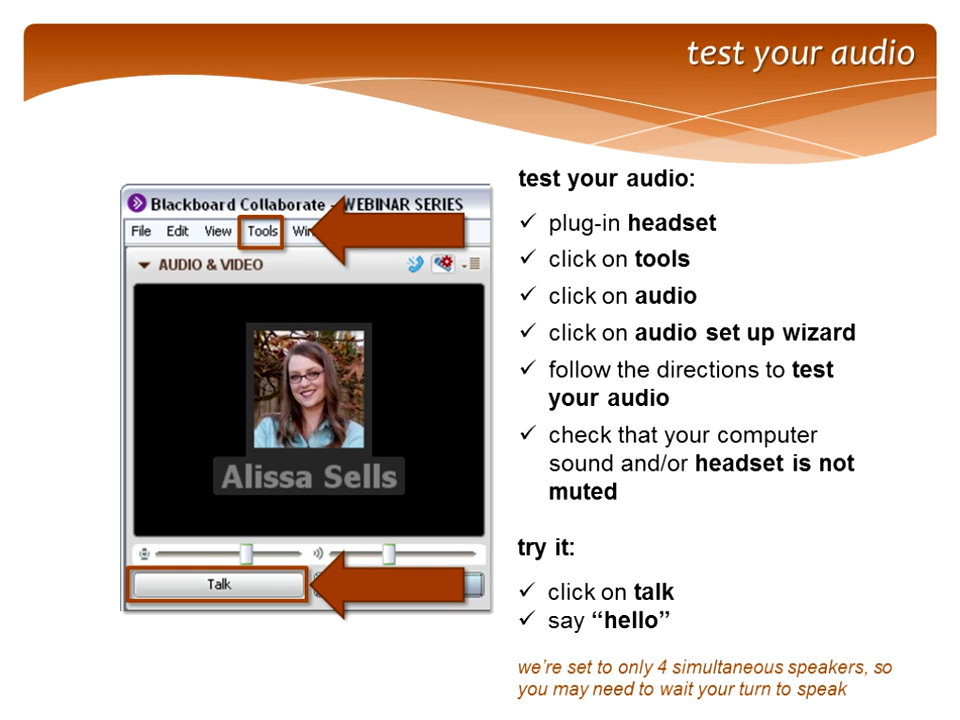 test your audio
Blackboard Collaborate - WEBINAR SERIES
File Edit View Tools
AUDIO & VIDEO
Alissa Sells
Talk
test your audio:
✓ plug-in headset
✓ click on tools
✓ click on audio
✓ click on audio set up wizard
✓ follow the directions to test
your audio
✓ check that your computer
sound and/or headset is not
muted
try it:
✓ click on talk
✓ say “hello”
we’re set to only 4 simultaneous speakers, so
you may need to wait your turn to speak